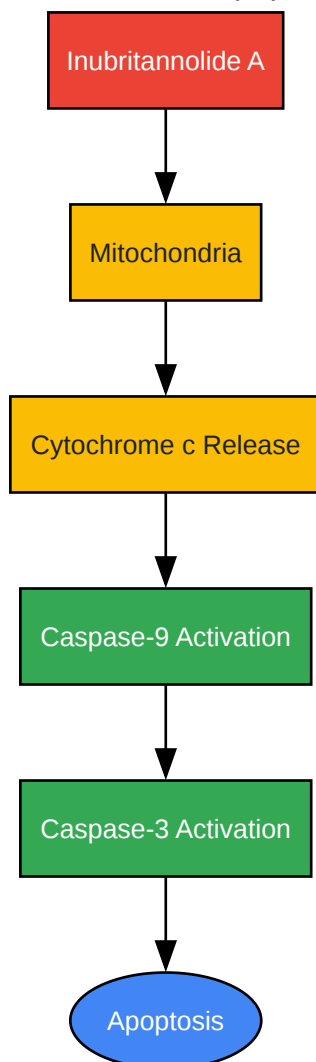 Inubritannolide A
Mitochondria
Cytochrome c Release
Caspase-9 Activation
Caspase-3 Activation
Apoptosis